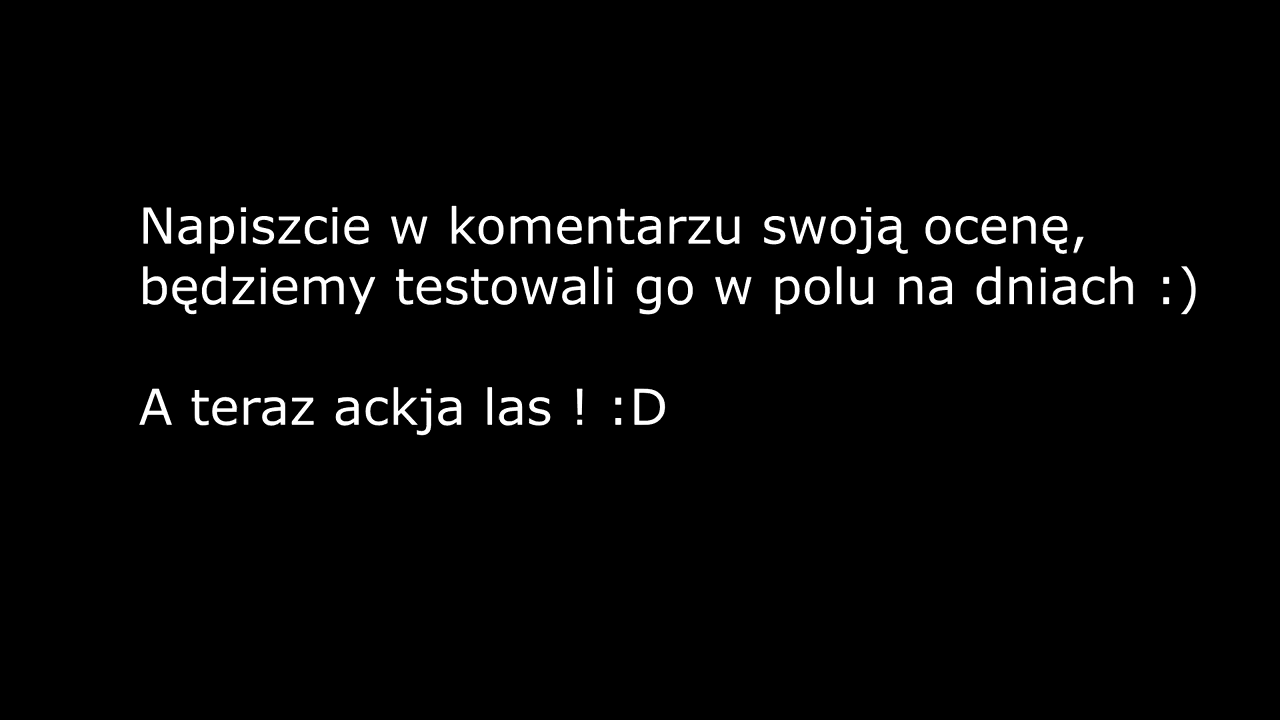 Napiszcie w komentarzu swoją ocenę,
będziemy testowali go w polu na dniach :)
A teraz ackja las ! :D